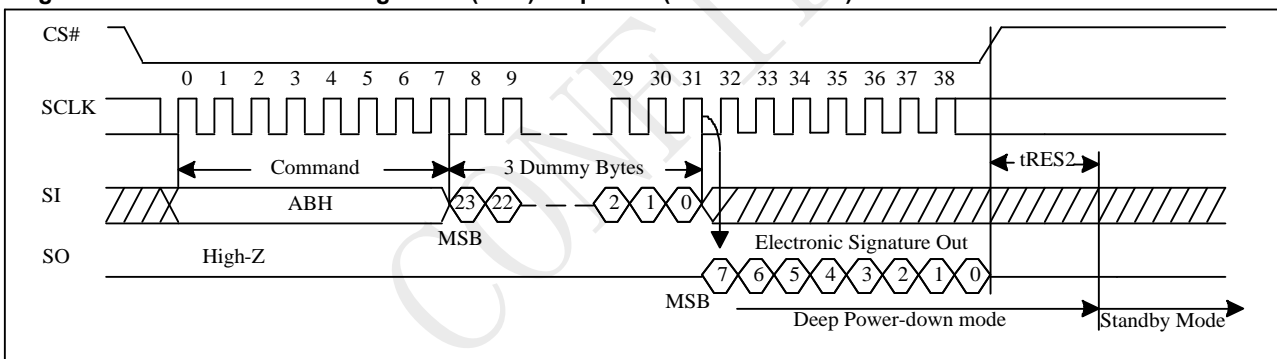 CS#
0 1 2 3 4 5 6 7 8 9 29 30 31 32 33 34 35 36 37 38
SCLK
Command 3 Dummy Bytes tRES2
SI ABH 23 22 2 1 0
MSB
SO High-Z Electronic Signature Out
7 6 5 4 3 2 1 0
MSB
Deep Power-down mode Standby Mode